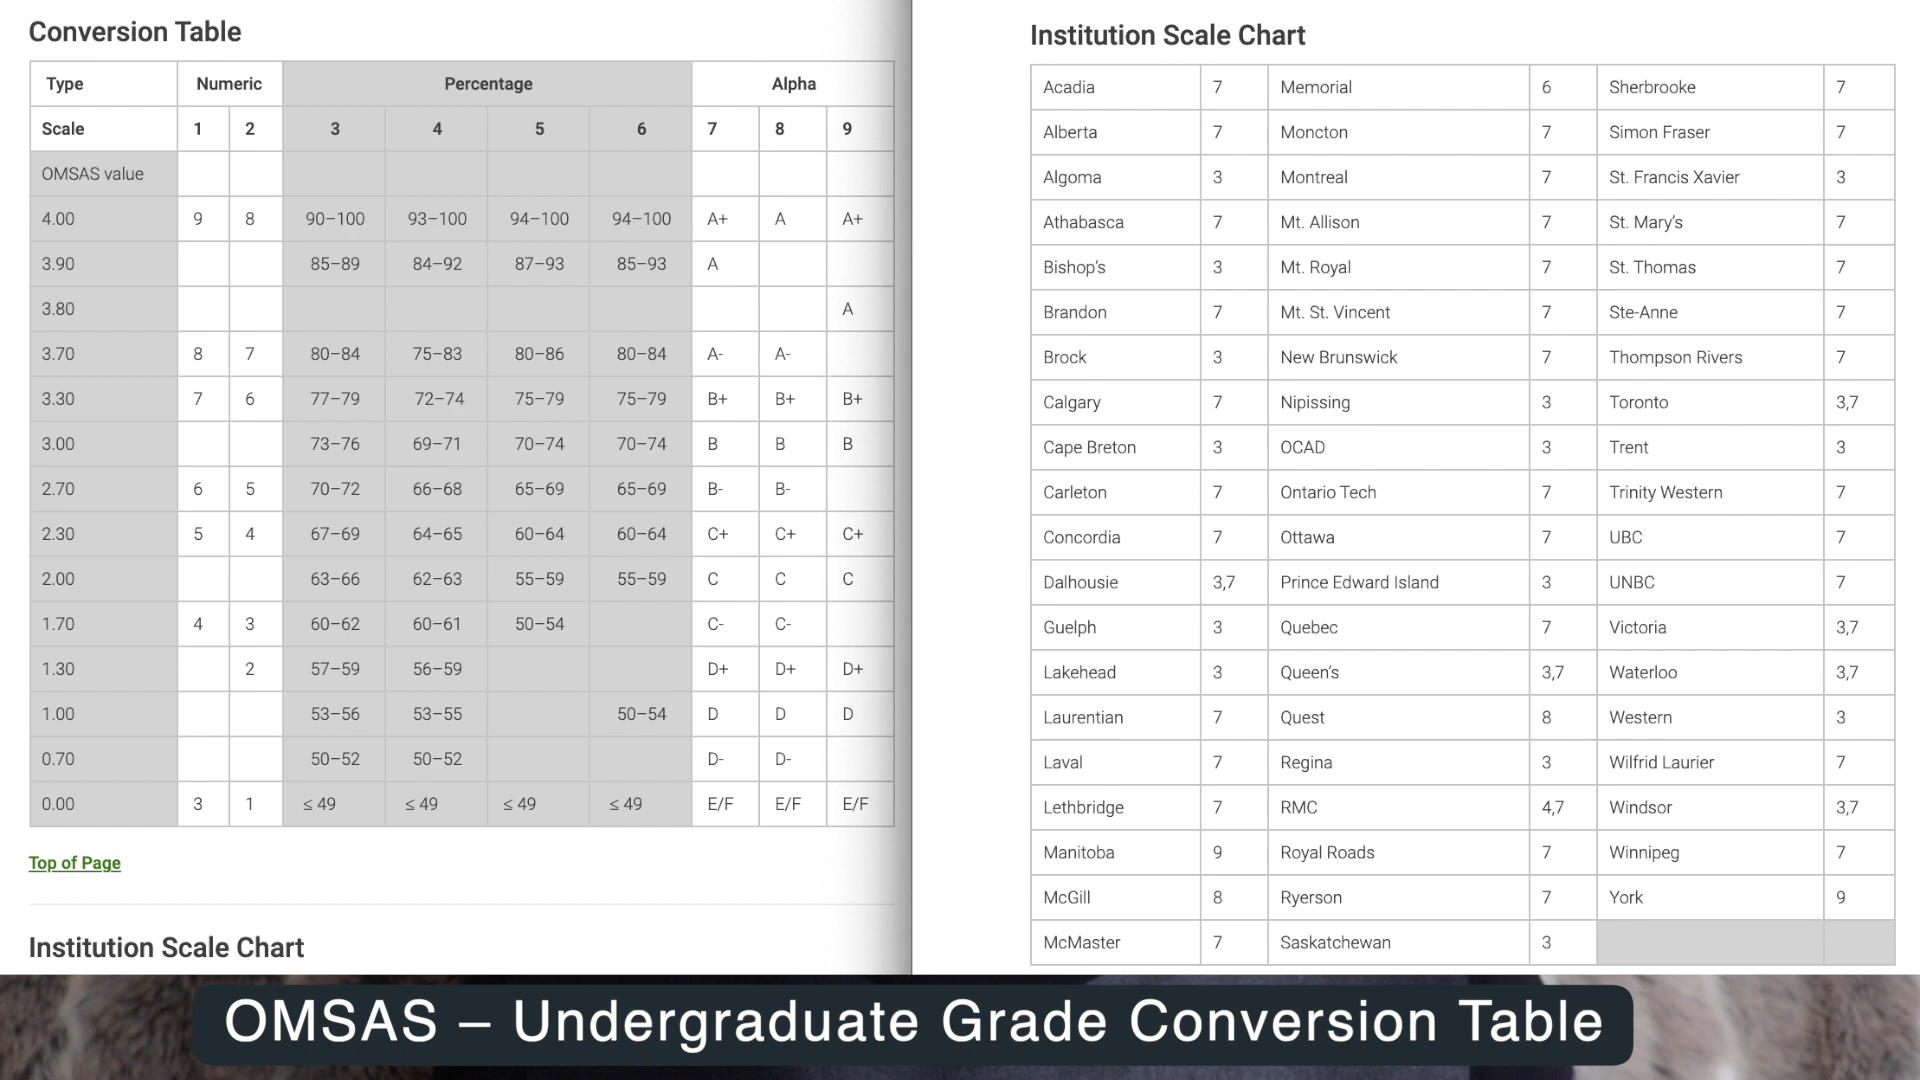 Conversion Table
Type Numeric Percentage Alpha
Scale 1 2 3 4 5 6 7 8 9
OMSAS value
4.00 9 8 90–100 93–100 94–100 94–100 A+ A A+
3.90 85–89 84–92 87–93 85–93 A
3.80 A
3.70 8 7 80–84 75–83 80–86 80–84 A- A-
3.30 7 6 77–79 72–74 75–79 75–79 B+ B+ B+
3.00 73–76 69–71 70–74 70–74 B B B
2.70 6 5 70–72 66–68 65–69 65–69 B- B-
2.30 5 4 67–69 64–65 60–64 60–64 C+ C+ C+
2.00 63–66 62–63 55–59 55–59 C C C
1.70 4 3 60–62 60–61 50–54 C- C-
1.30 2 57–59 56–59 D+ D+ D+
1.00 53–56 53–55 50–54 D D D
0.70 50–52 50–52 D- D-
0.00 3 1 ≤ 49 ≤ 49 ≤ 49 ≤ 49 E/F E/F E/F
Top of Page
Institution Scale Chart
Institution Scale Chart
Acadia 7 Memorial 6 Sherbrooke 7
Alberta 7 Moncton 7 Simon Fraser 7
Algoma 3 Montreal 7 St. Francis Xavier 3
Athabasca 7 Mt. Allison 7 St. Mary's 7
Bishop's 3 Mt. Royal 7 St. Thomas 7
Brandon 7 Mt. St. Vincent 7 Ste-Anne 7
Brock 3 New Brunswick 7 Thompson Rivers 7
Calgary 7 Nipissing 3 Toronto 3,7
Cape Breton 3 OCAD 3 Trent 3
Carleton 7 Ontario Tech 7 Trinity Western 7
Concordia 7 Ottawa 7 UBC 7
Dalhousie 3,7 Prince Edward Island 3 UNBC 7
Guelph 3 Quebec 7 Victoria 3,7
Lakehead 3 Queen's 3,7 Waterloo 3,7
Laurentian 7 Quest 8 Western 3
Laval 7 Regina 3 Wilfrid Laurier 7
Lethbridge 7 RMC 4,7 Windsor 3,7
Manitoba 9 Royal Roads 7 Winnipeg 7
McGill 8 Ryerson 7 York 9
McMaster 7 Saskatchewan 3
OMSAS – Undergraduate Grade Conversion Table